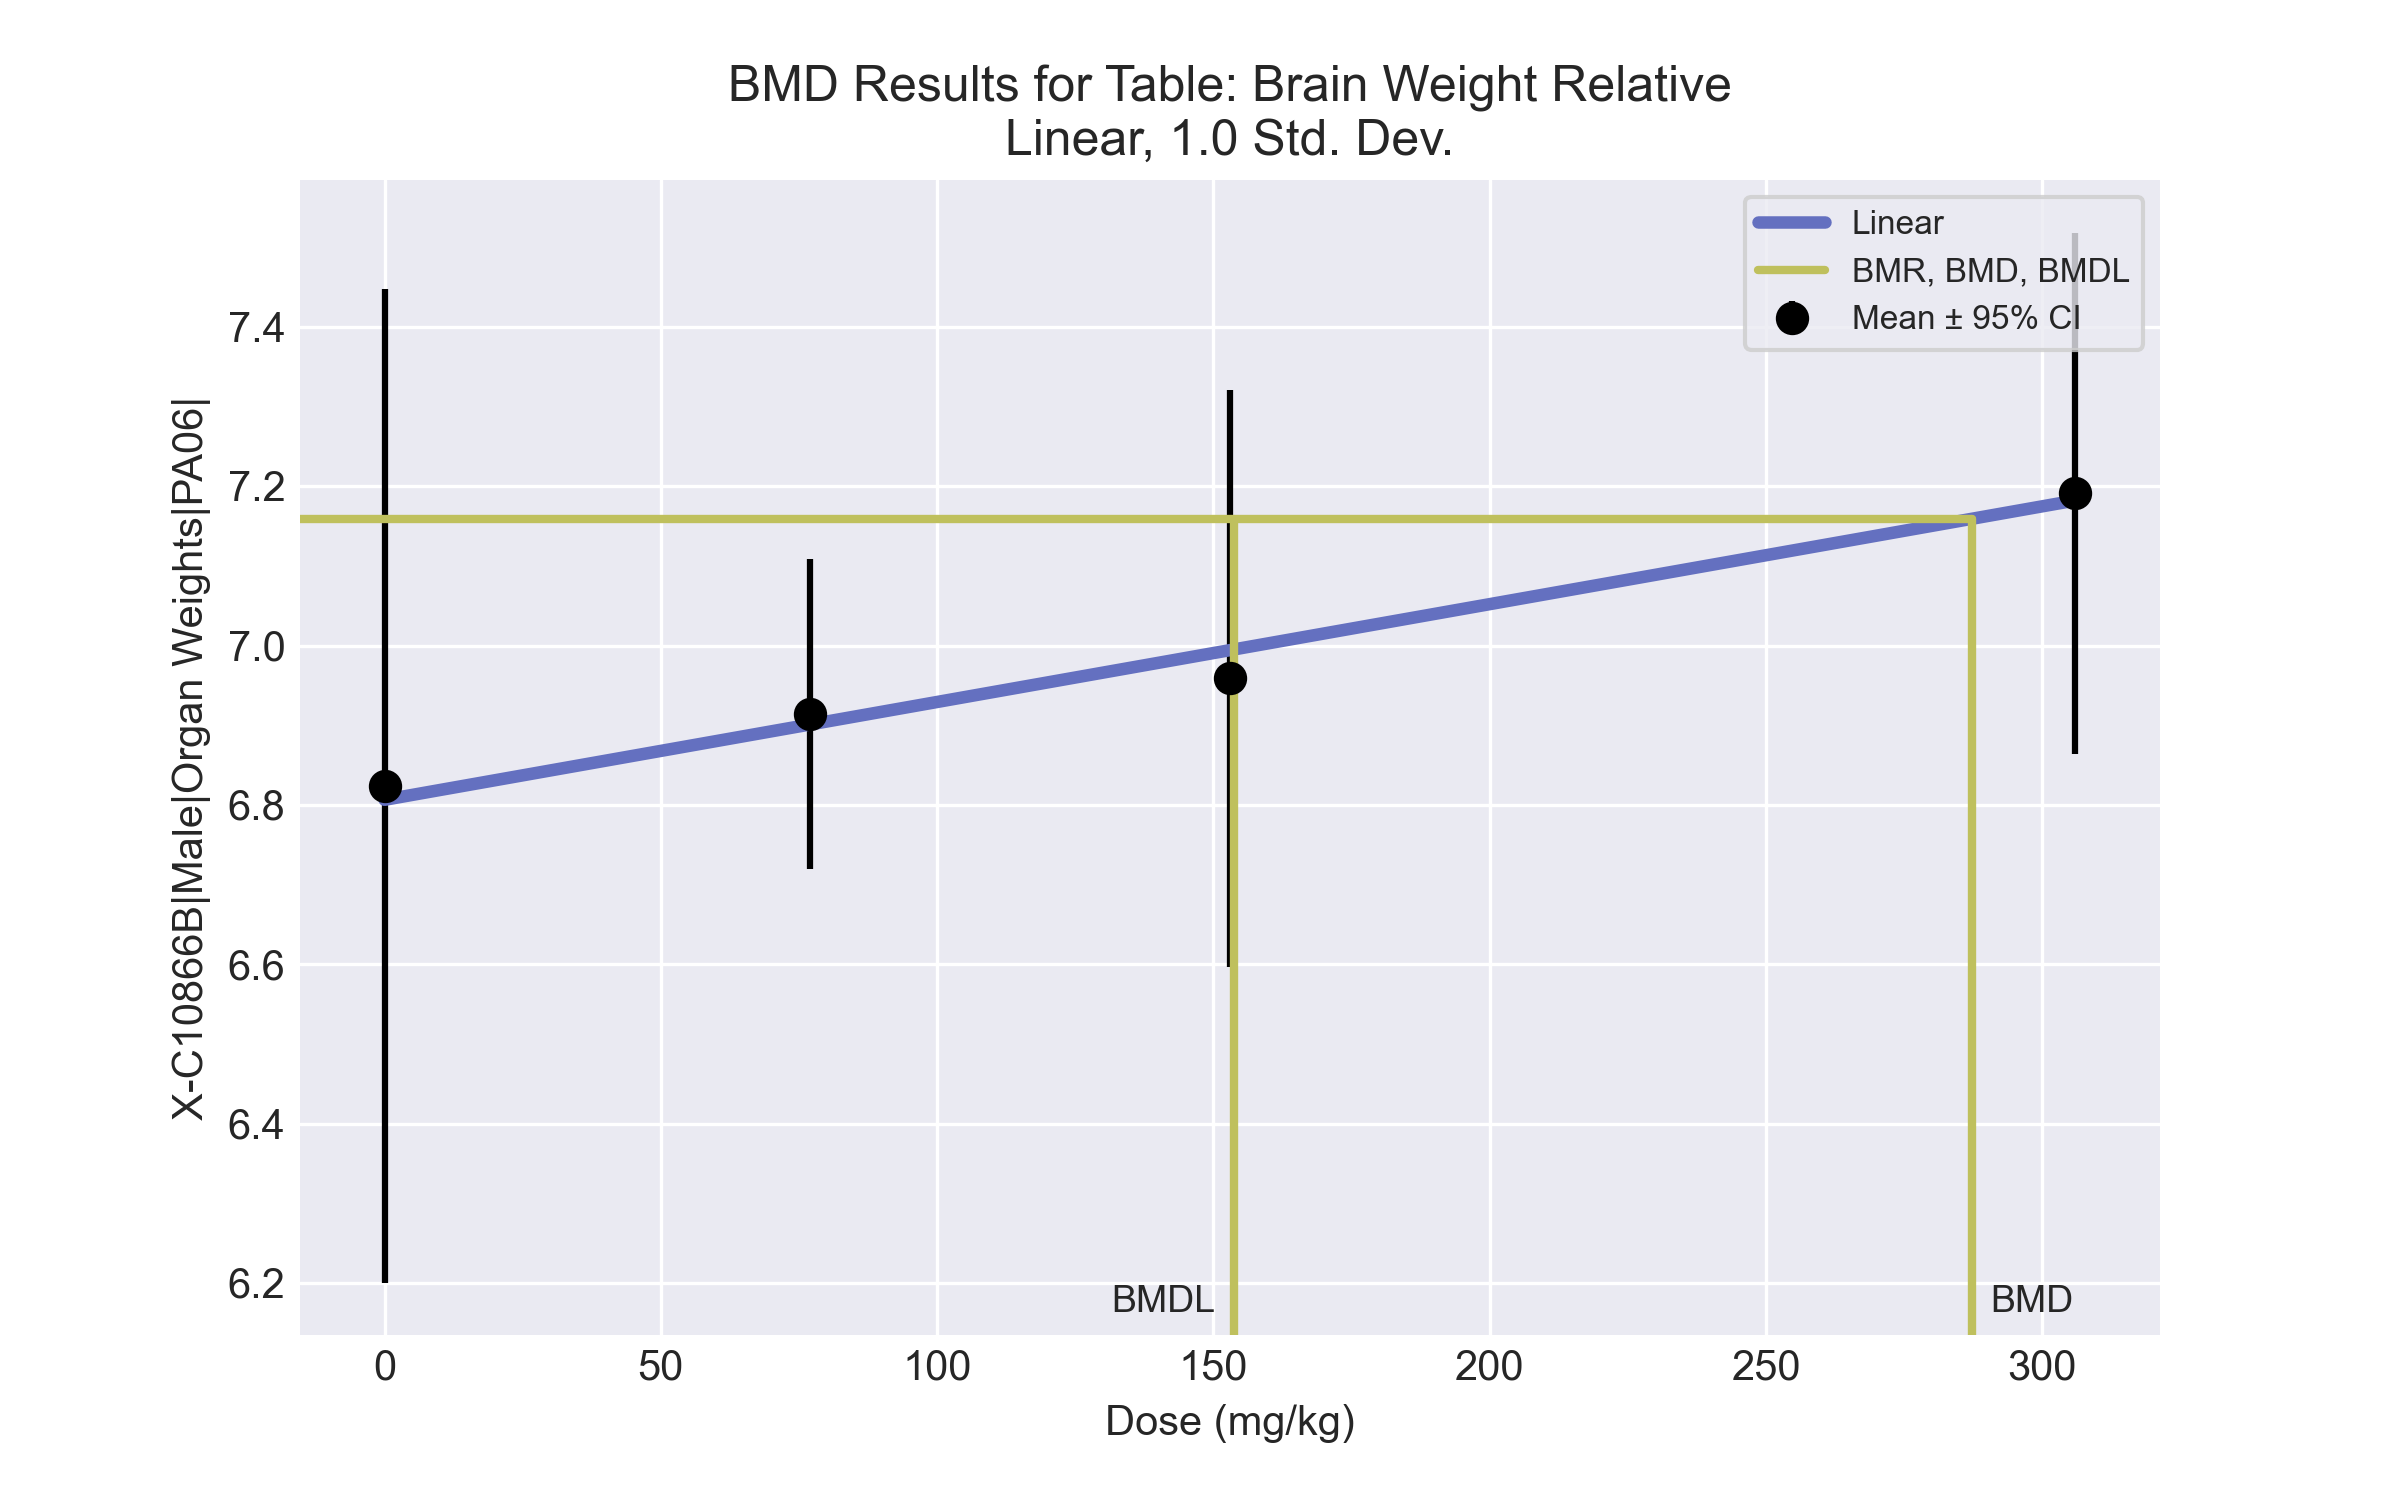 BMD Results for Table: Brain Weight Relative
Linear, 1.0 Std. Dev.
Linear
BMR, BMD, BMDL
Mean ± 95% CI
X-C10866B|Male|Organ Weights|PA06|
7.4
7.2
7.0
6.8
6.6
6.4
6.2
BMDL
BMD
0 50 100 150 200 250 300
Dose (mg/kg)